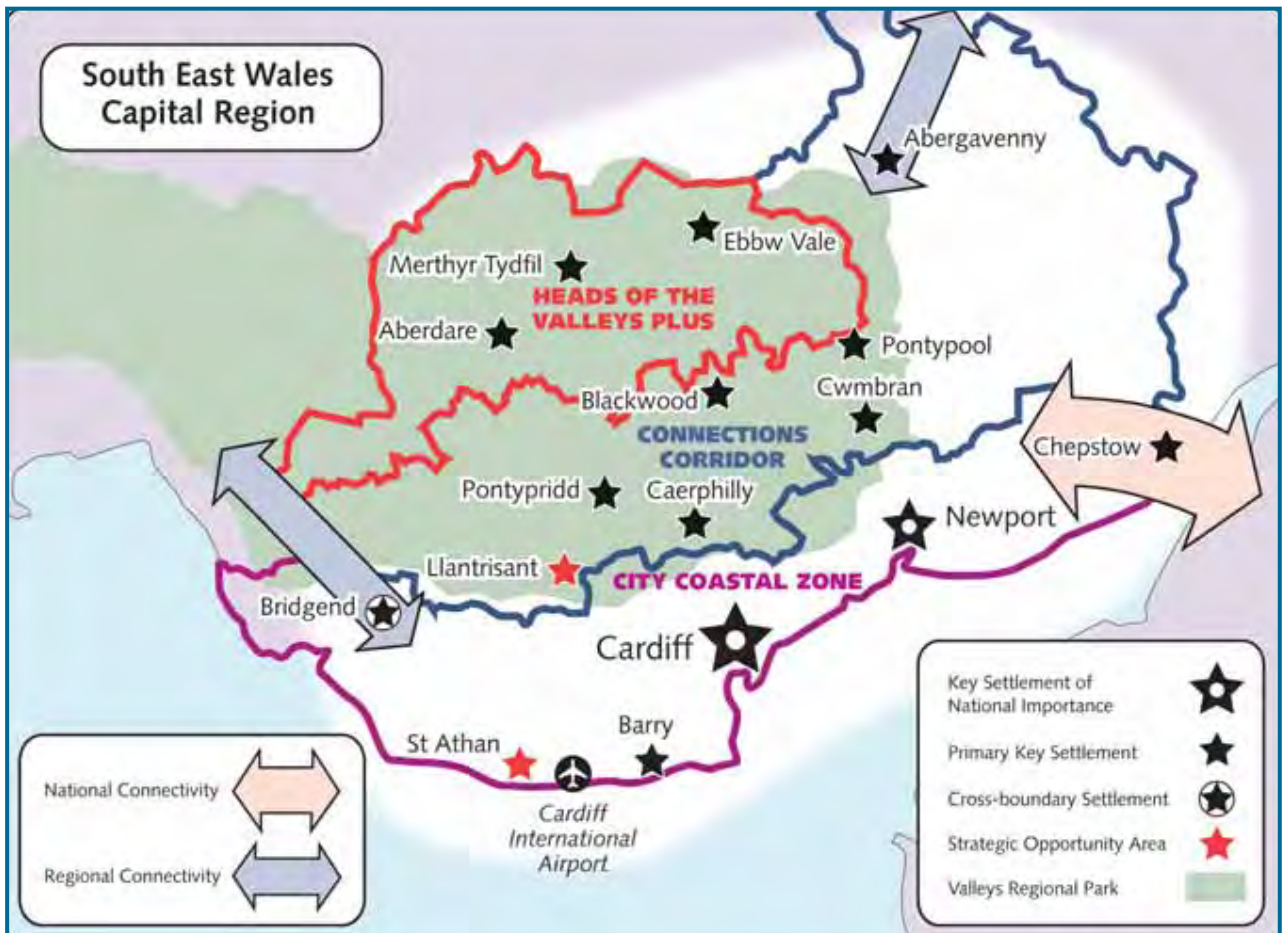 South East Wales
Capital Region
Abergavenny
Ebbw Vale
Merthyr Tydfil
HEADS OF THE
VALLEYS PLUS
Aberdare
Pontypool
Blackwood
Cwmbran
CONNECTIONS
CORRIDOR
Chepstow
Pontypridd
Caerphilly
Newport
Llantrisant
CITY COASTAL ZONE
Bridgend
Cardiff
St Athan
Barry
Cardiff
International
Airport
National Connectivity
Regional Connectivity
Key Settlement of
National Importance
Primary Key Settlement
Cross-boundary Settlement
Strategic Opportunity Area
Valleys Regional Park